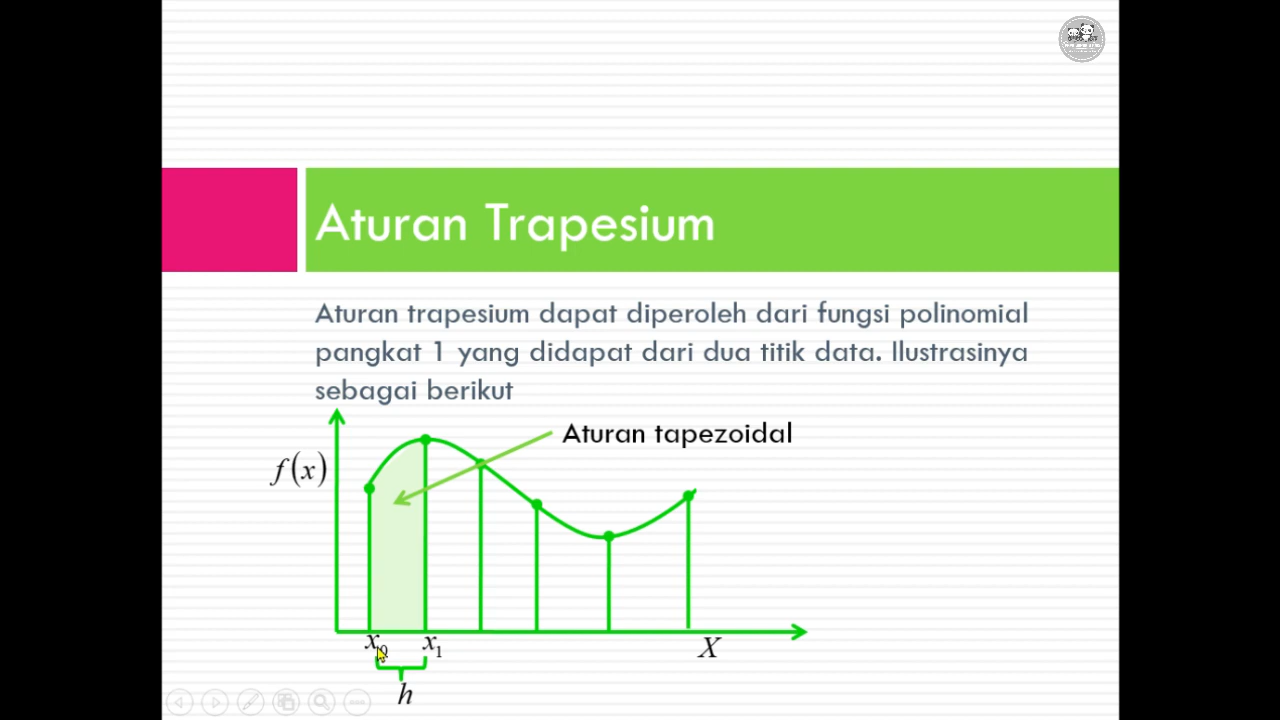 Aturan Trapesium
Aturan trapesium dapat diperoleh dari fungsi polinomial
pangkat 1 yang didapat dari dua titik data. Ilustrasinya
sebagai berikut
Aturan tapezoidal
f(x)
x₀ x₁ X
h